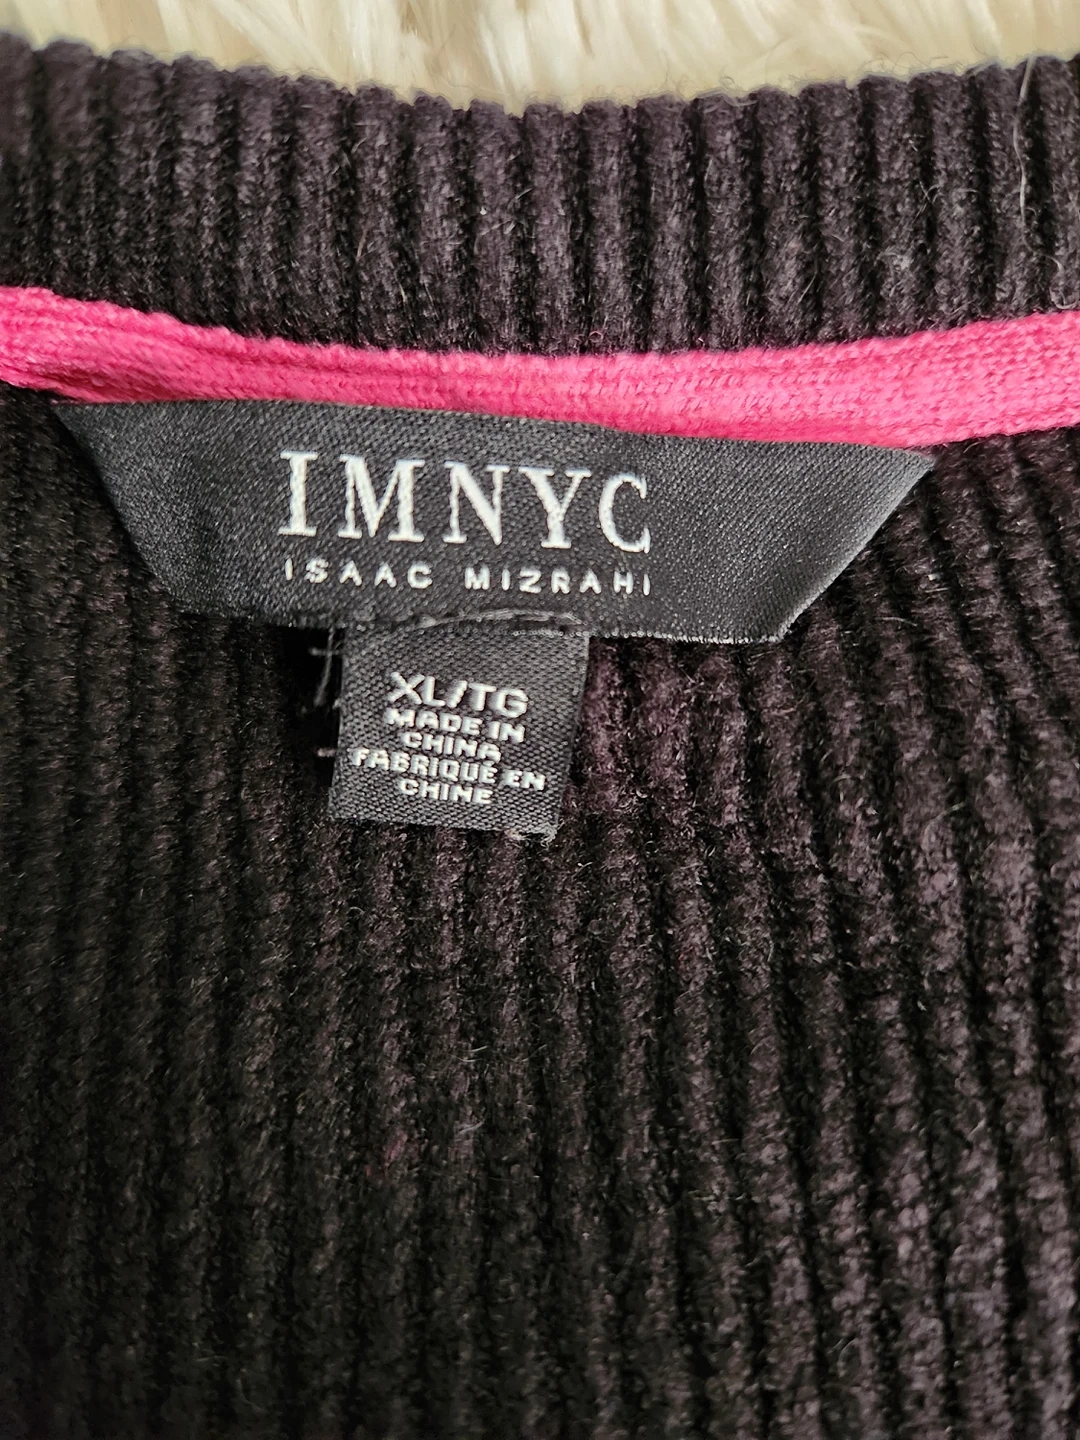 IMNYC
ISAAC MIZRAHI
XL/TG
MADE IN
CHINA
FABRIQUÉ EN
CHINE